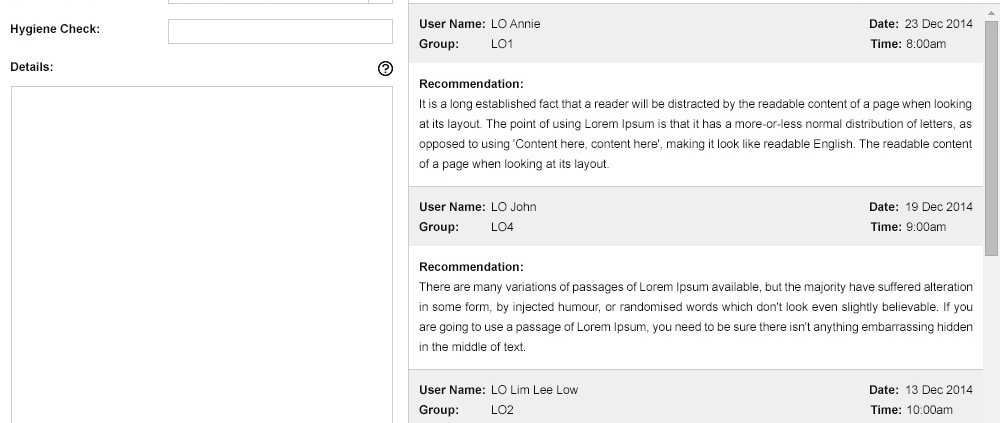 Hygiene Check:
Details:
?
User Name: LO Annie Date: 23 Dec 2014
Group: LO1 Time: 8:00am
Recommendation:
It is a long established fact that a reader will be distracted by the readable content of a page when looking
at its layout. The point of using Lorem Ipsum is that it has a more-or-less normal distribution of letters, as
opposed to using 'Content here, content here', making it look like readable English. The readable content
of a page when looking at its layout.
User Name: LO John Date: 19 Dec 2014
Group: LO4 Time: 9:00am
Recommendation:
There are many variations of passages of Lorem Ipsum available, but the majority have suffered alteration
in some form, by injected humour, or randomised words which don't look even slightly believable. If you
are going to use a passage of Lorem Ipsum, you need to be sure there isn't anything embarrassing hidden
in the middle of text.
User Name: LO Lim Lee Low Date: 13 Dec 2014
Group: LO2 Time: 10:00am